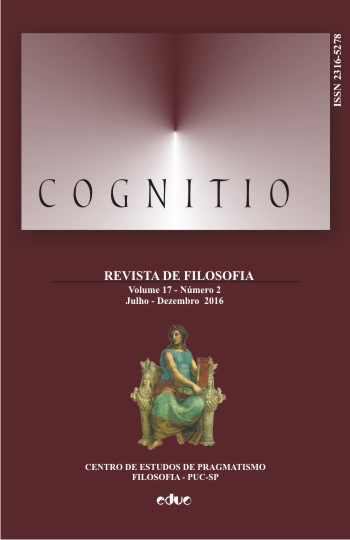 ISSN 2316-5278
COGNITIO
REVISTA DE FILOSOFIA
Volume 17 - Número 2
Julho - Dezembro 2016
CENTRO DE ESTUDOS DE PRAGMATISMO
FILOSOFIA - PUC-SP
educ